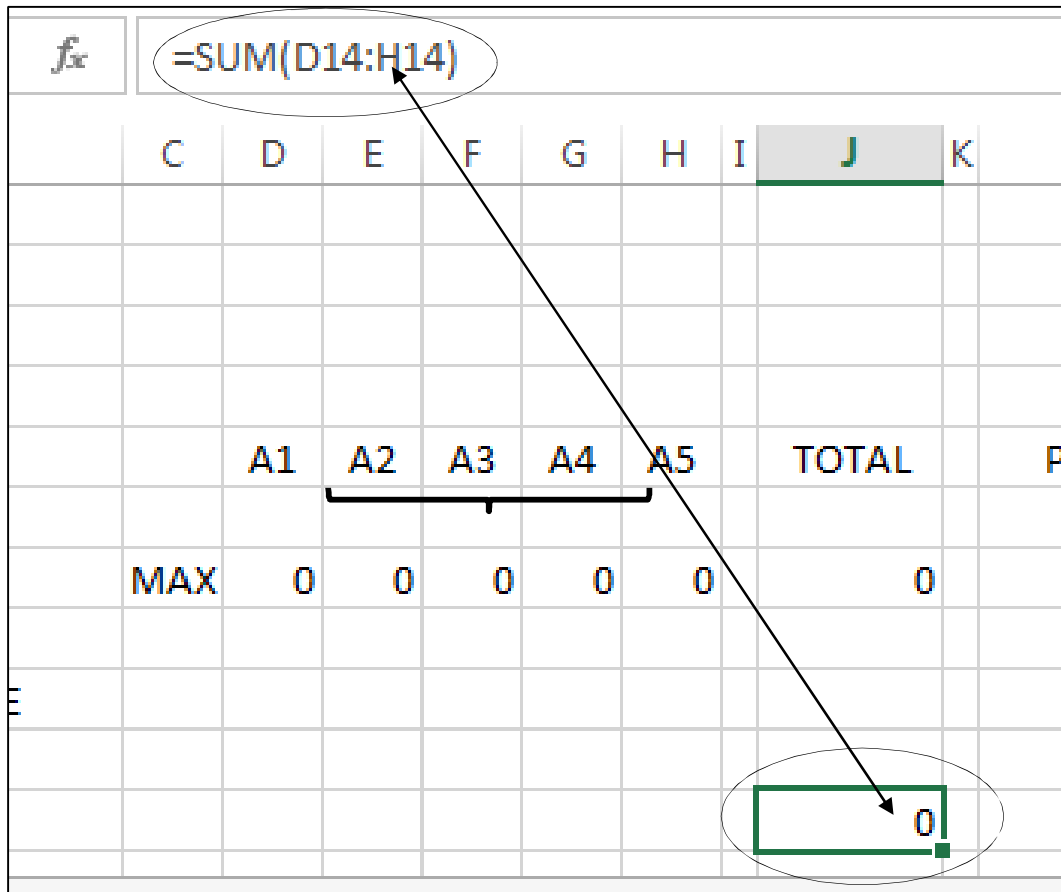 fx =SUM(D14:H14)
C D E F G H I J K
A1 A2 A3 A4 A5 TOTAL P
MAX 0 0 0 0 0 0
E
0